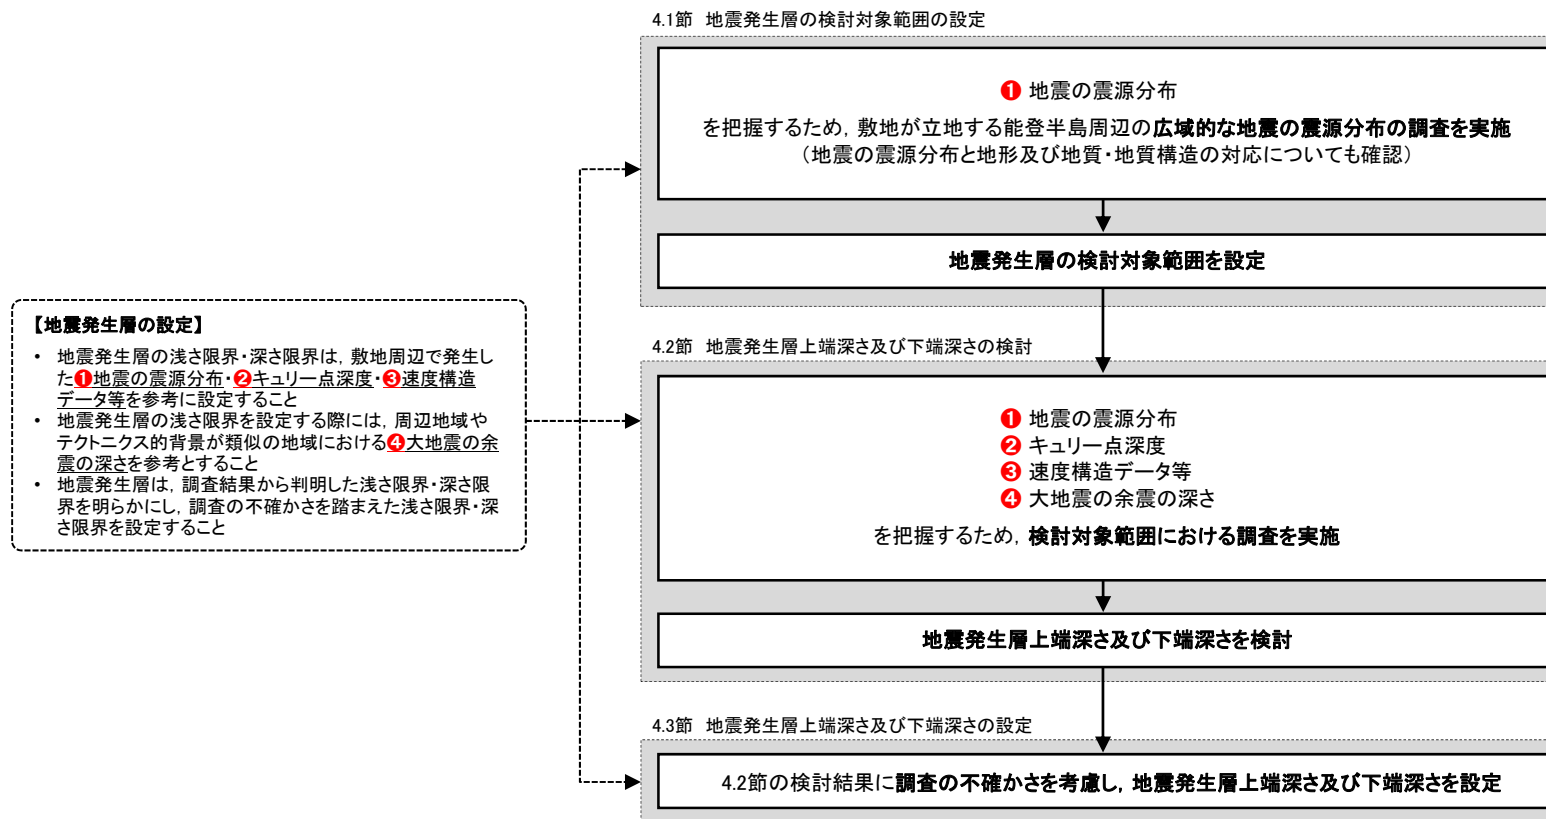 4.1節 地震発生層の検討対象範囲の設定
❶ 地震の震源分布
を把握するため，敷地が立地する能登半島周辺の広域的な地震の震源分布の調査を実施
（地震の震源分布と地形及び地質・地質構造の対応についても確認）
地震発生層の検討対象範囲を設定
【地震発生層の設定】
• 地震発生層の浅さ限界・深さ限界は，敷地周辺で発生し
た❶地震の震源分布・❷キュリー点深度・❸速度構造
データ等を参考に設定すること
• 地震発生層の浅さ限界を設定する際には，周辺地域や
テクトニクス的背景が類似の地域における❹大地震の余
震の深さを参考とすること
• 地震発生層は，調査結果から判明した浅さ限界・深さ限
界を明らかにし，調査の不確かさを踏まえた浅さ限界・深
さ限界を設定すること
4.2節 地震発生層上端深さ及び下端深さの検討
❶ 地震の震源分布
❷ キュリー点深度
❸ 速度構造データ等
❹ 大地震の余震の深さ
を把握するため，検討対象範囲における調査を実施
地震発生層上端深さ及び下端深さを検討
4.3節 地震発生層上端深さ及び下端深さの設定
4.2節の検討結果に調査の不確かさを考慮し，地震発生層上端深さ及び下端深さを設定